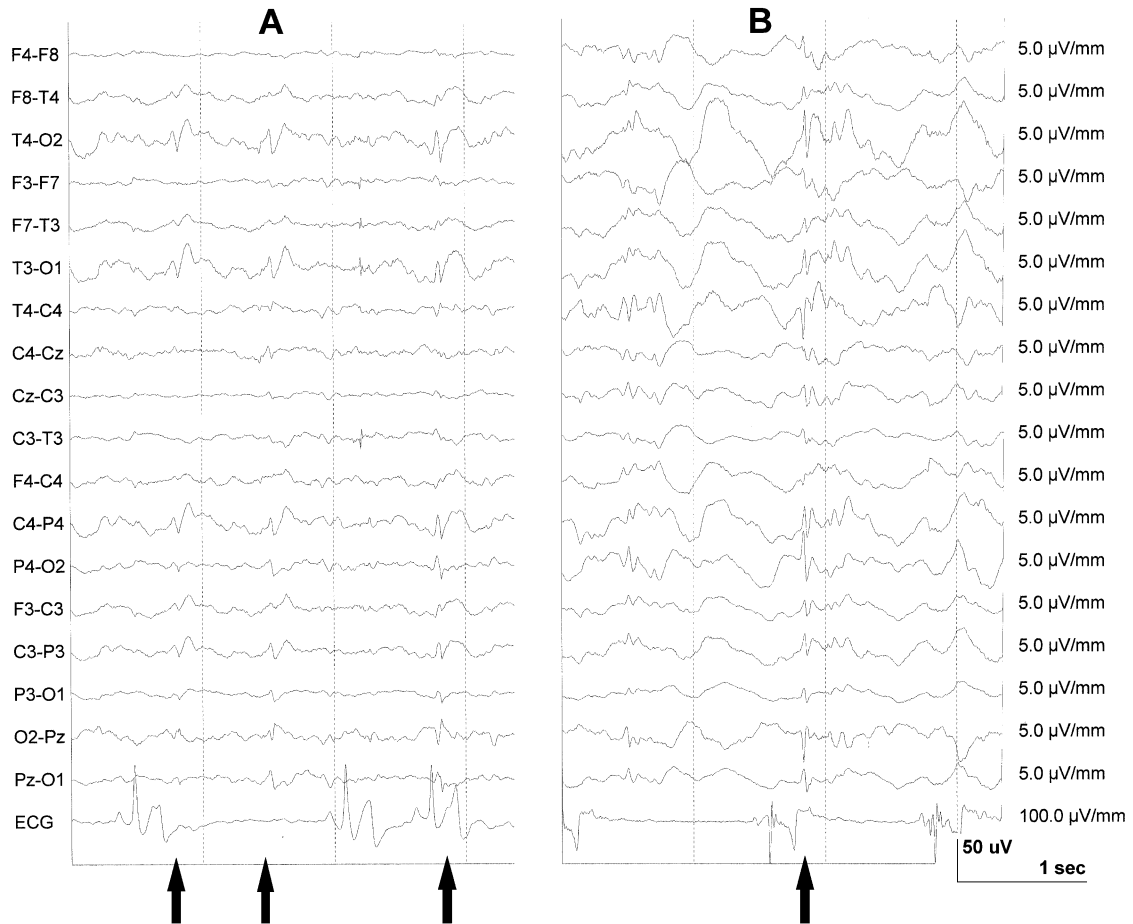 A B
F4-F8 5.0 µV/mm
F8-T4 5.0 µV/mm
T4-O2 5.0 µV/mm
F3-F7 5.0 µV/mm
F7-T3 5.0 µV/mm
T3-O1 5.0 µV/mm
T4-C4 5.0 µV/mm
C4-Cz 5.0 µV/mm
Cz-C3 5.0 µV/mm
C3-T3 5.0 µV/mm
F4-C4 5.0 µV/mm
C4-P4 5.0 µV/mm
P4-O2 5.0 µV/mm
F3-C3 5.0 µV/mm
C3-P3 5.0 µV/mm
P3-O1 5.0 µV/mm
O2-Pz 5.0 µV/mm
Pz-O1 5.0 µV/mm
ECG 100.0 µV/mm
50 uV
1 sec